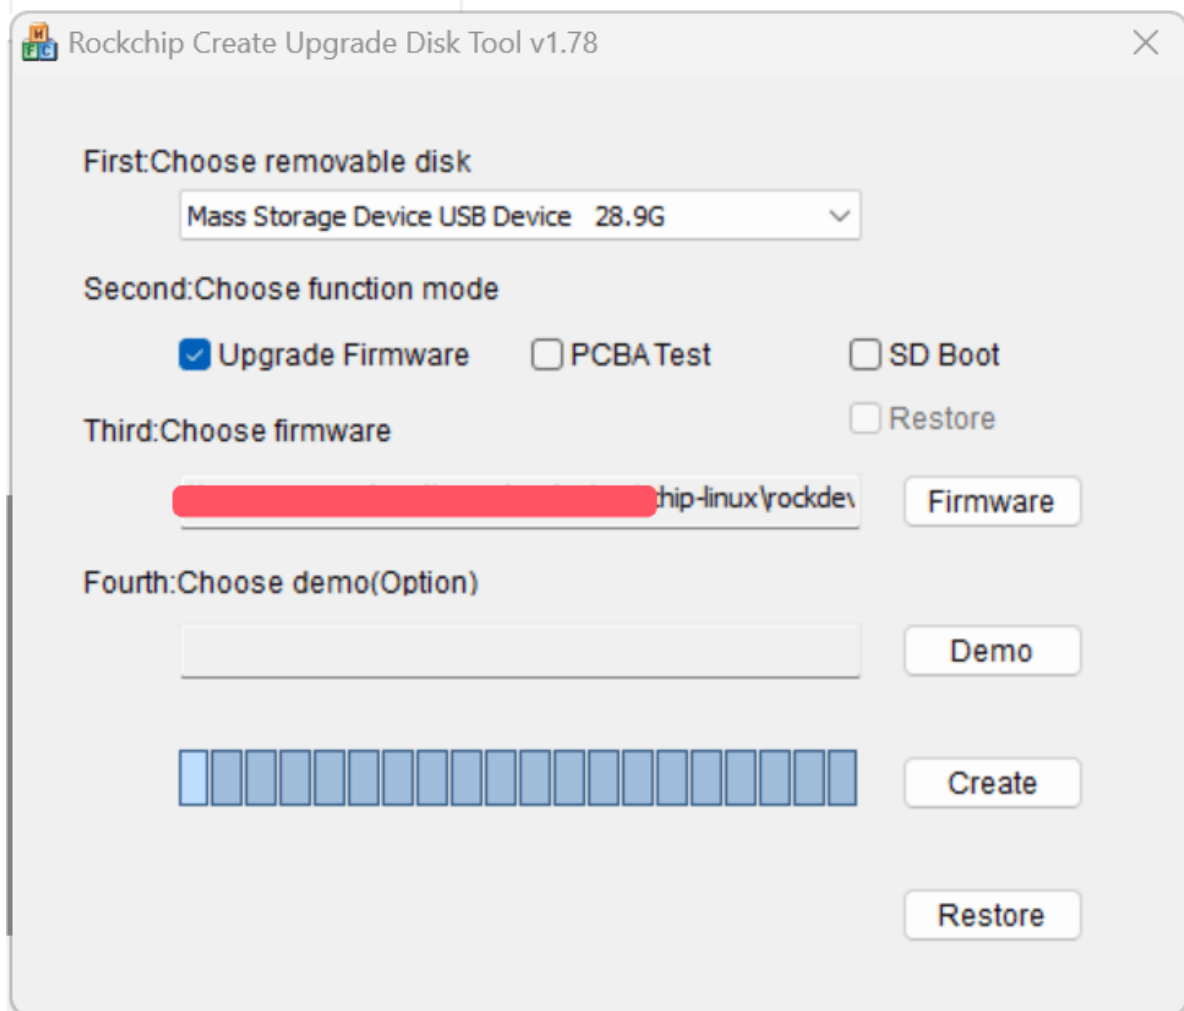 Rockchip Create Upgrade Disk Tool v1.78
First:Choose removable disk
Mass Storage Device USB Device 28.9G
Second:Choose function mode
Upgrade Firmware PCBA Test SD Boot
Restore
Third:Choose firmware
hip-linux\rockdev
Firmware
Fourth:Choose demo(Option)
Demo
Create
Restore